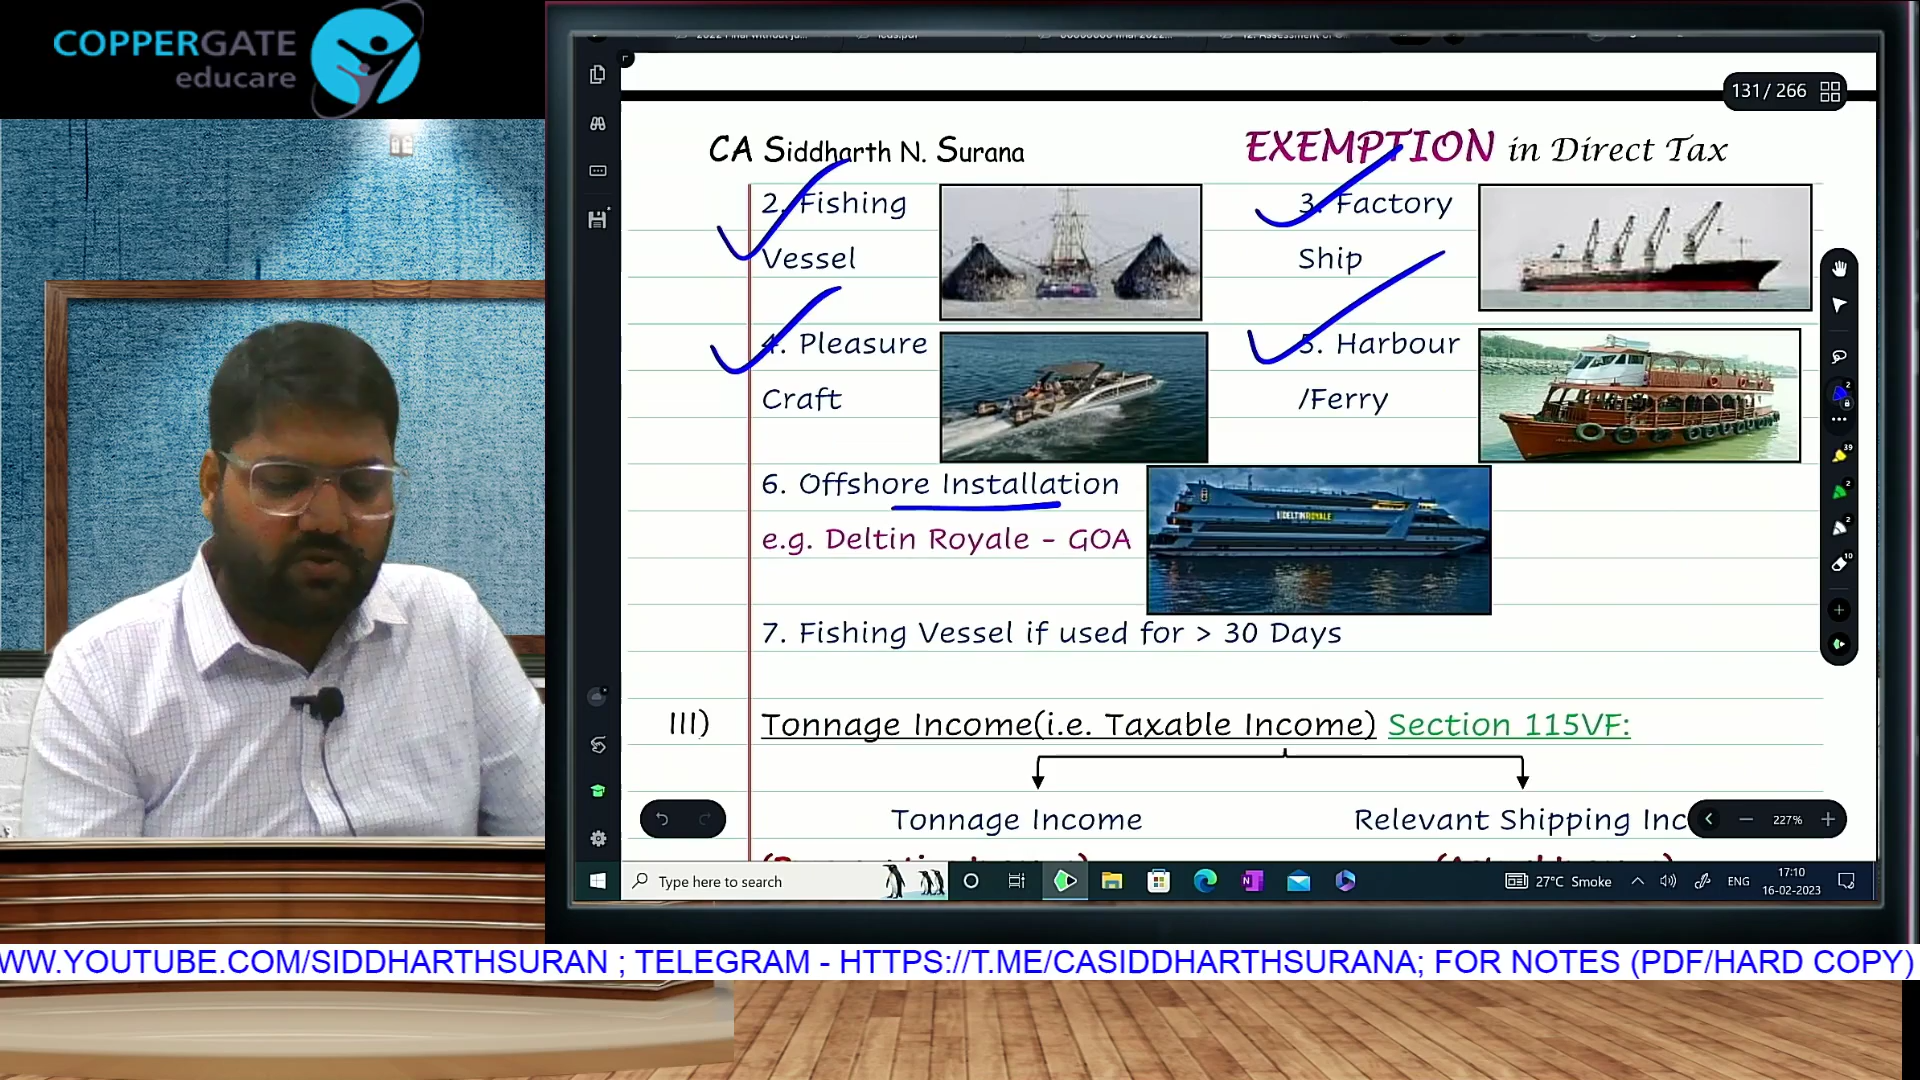 COPPERGATE
educare
131 / 266
CA Siddharth N. Surana
EXEMPTION in Direct Tax
2. Fishing
Vessel
3. Factory
Ship
4. Pleasure
Craft
5. Harbour
/Ferry
6. Offshore Installation
e.g. Deltin Royale - GOA
DELTINROYALE
7. Fishing Vessel if used for > 30 Days
III) Tonnage Income(i.e. Taxable Income) Section 115VF:
Tonnage Income
Relevant Shipping Inc
227%
Type here to search
27°C Smoke
ENG
17:10
16-02-2023
WW.YOUTUBE.COM/SIDDHARTHSURAN ; TELEGRAM - HTTPS://T.ME/CASIDDHARTHSURANA; FOR NOTES (PDF/HARD COPY)